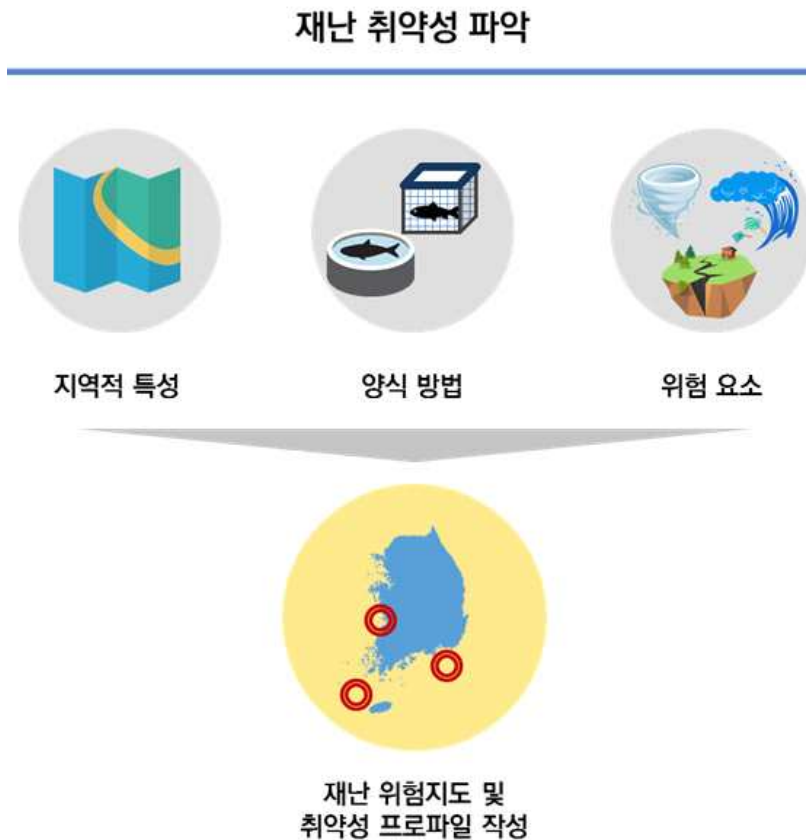 재난 취약성 파악
지역적 특성
양식 방법
위험 요소
재난 위험지도 및
취약성 프로파일 작성